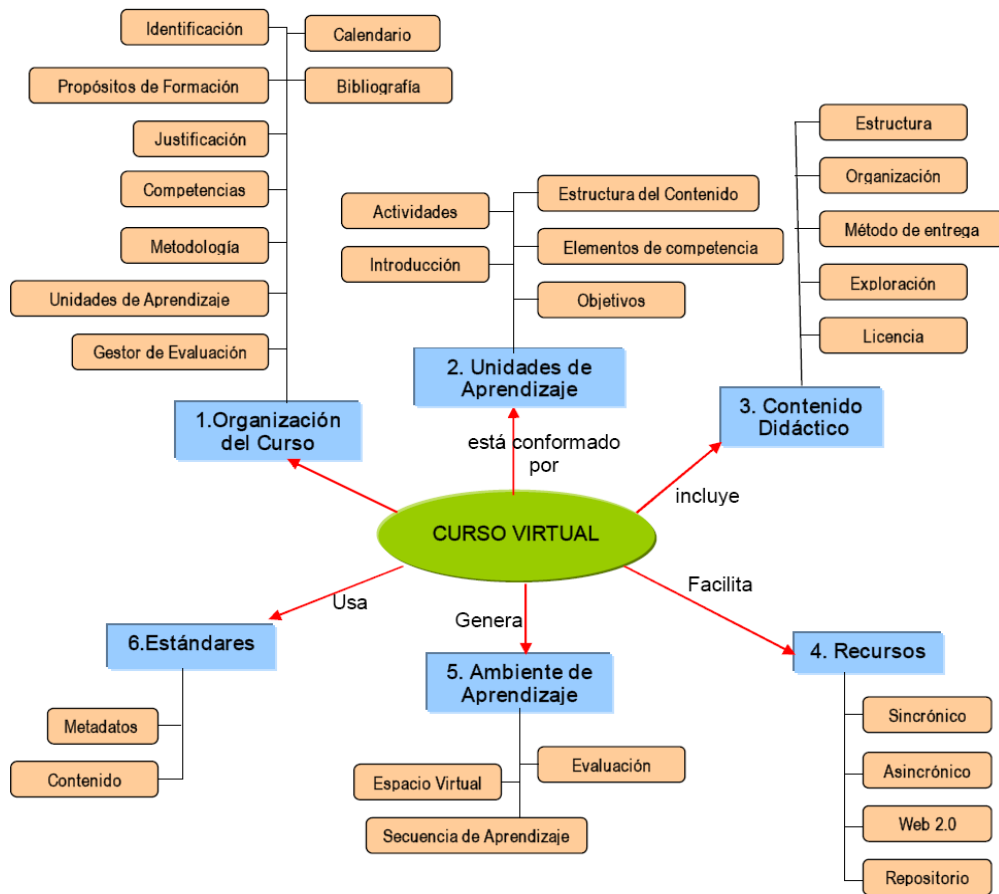 Identificación
Calendario
Propósitos de Formación
Bibliografía
Justificación
Competencias
Metodología
Unidades de Aprendizaje
Gestor de Evaluación
1.Organización
del Curso
Actividades
Estructura del Contenido
Introducción
Elementos de competencia
Objetivos
2. Unidades de
Aprendizaje
Estructura
Organización
Método de entrega
Exploración
Licencia
3. Contenido
Didáctico
está conformado
por
incluye
CURSO VIRTUAL
Usa
Genera
Facilita
6.Estándares
Metadatos
Contenido
5. Ambiente de
Aprendizaje
Evaluación
Espacio Virtual
Secuencia de Aprendizaje
4. Recursos
Sincrónico
Asincrónico
Web 2.0
Repositorio